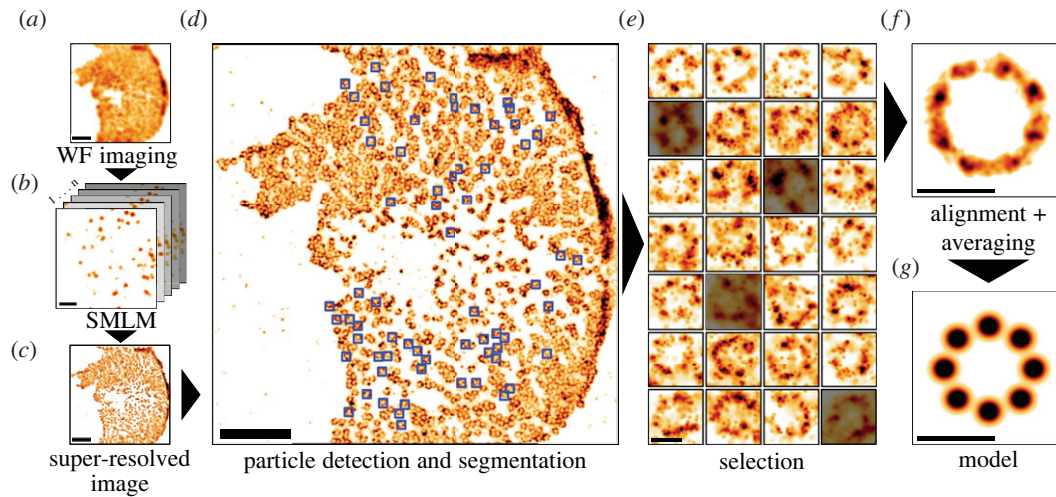 (a)
WF imaging
(b)
1 · · · n
SMLM
(c)
super-resolved
image
(d)
particle detection and segmentation
(e)
selection
(f)
alignment +
averaging
(g)
model